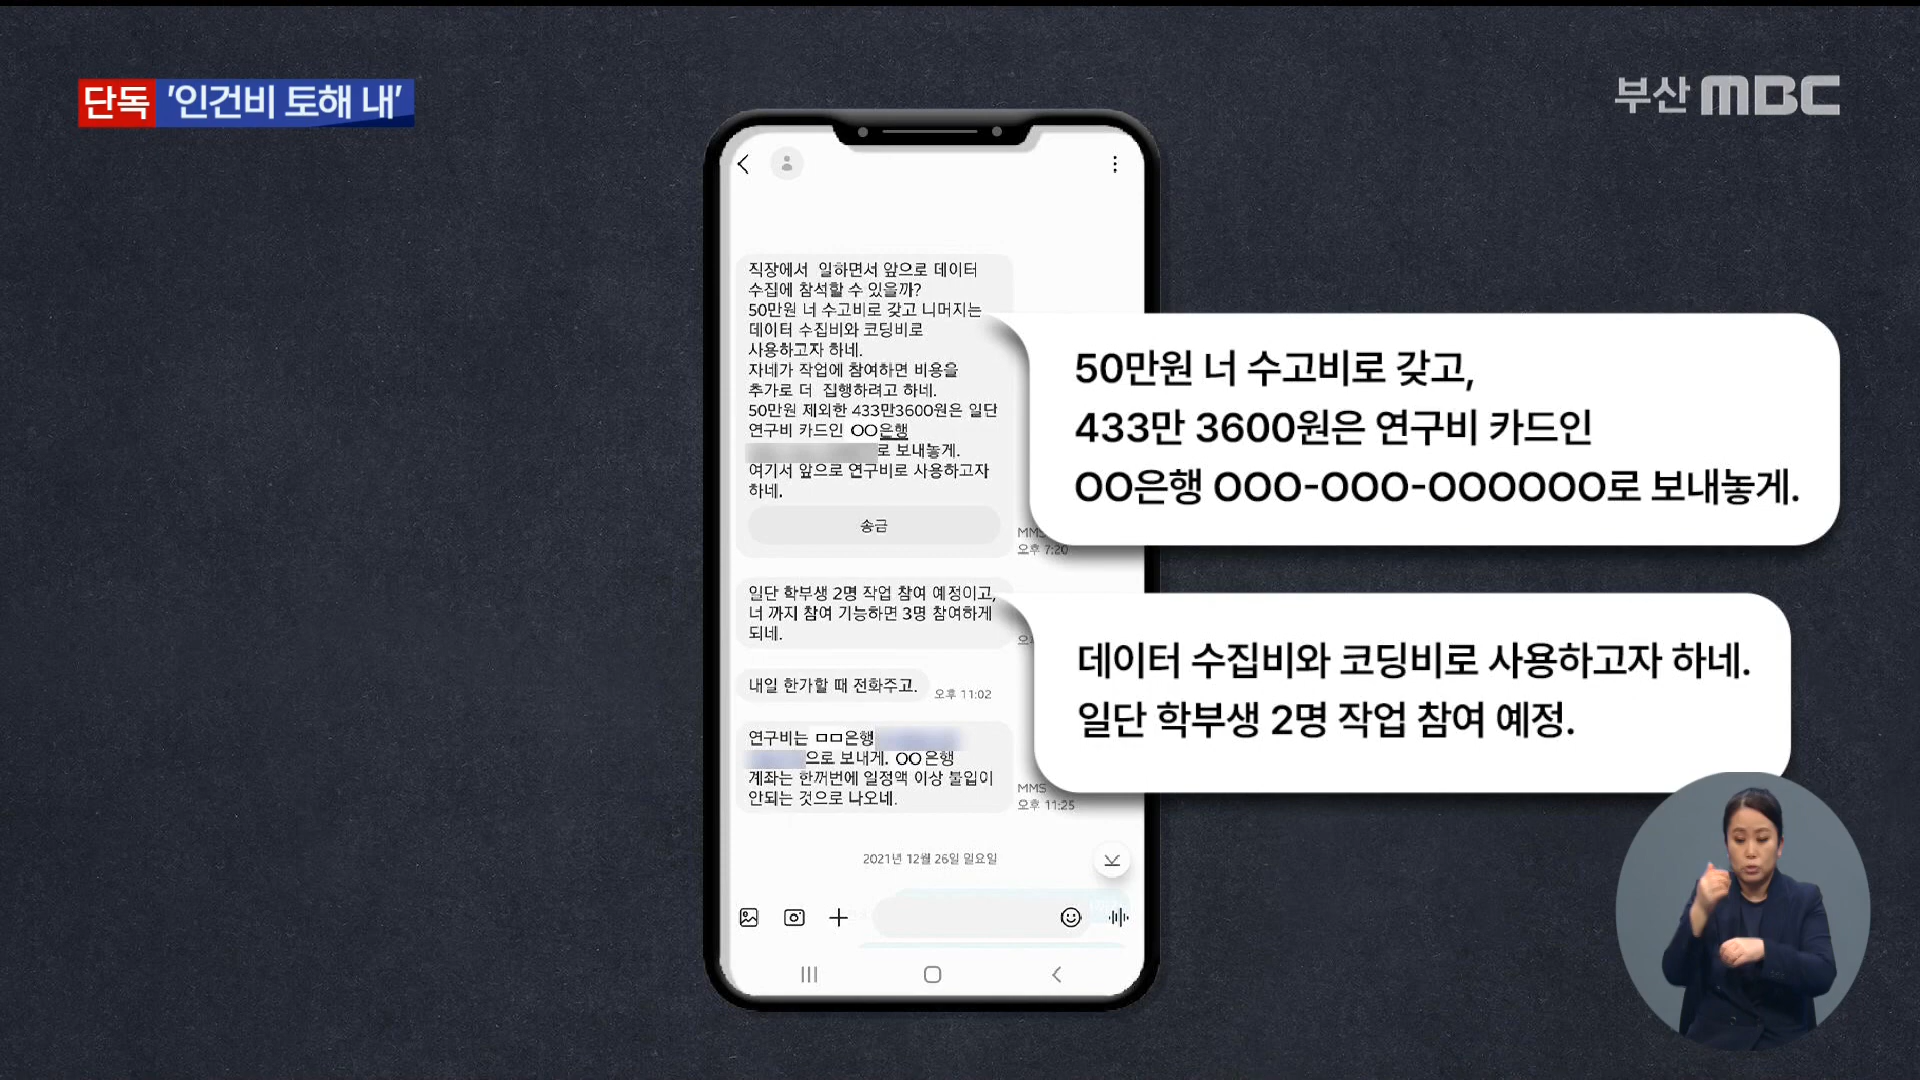 단독 '인건비 토해 내'
부산 MBC
직장에서 일하면서 앞으로 데이터
수집에 참석할 수 있을까?
50만원 너 수고비로 갖고 니머지는
데이터 수집비와 코딩비로
사용하고자 하네.
자네가 작업에 참여하면 비용을
추가로 더 집행하려고 하네.
50만원 제외한 433만3600원은 일단
연구비 카드인 OO은행
로 보내놓게.
여기서 앞으로 연구비로 사용하고자
하네.
송금
MMS
오후 7:20
50만원 너 수고비로 갖고,
433만 3600원은 연구비 카드인
OO은행 OOO-OOO-OOOOOO로 보내놓게.
일단 학부생 2명 작업 참여 예정이고,
너 까지 참여 기능하면 3명 참여하게
되네.
데이터 수집비와 코딩비로 사용하고자 하네.
일단 학부생 2명 작업 참여 예정.
내일 한가할 때 전화주고.
오후 11:02
연구비는 ㅁㅁ은행
으로 보내게. OO은행
계좌는 한꺼번에 일정액 이상 불입이
안되는 것으로 나오네.
MMS
오후 11:25
2021년 12월 26일 일요일